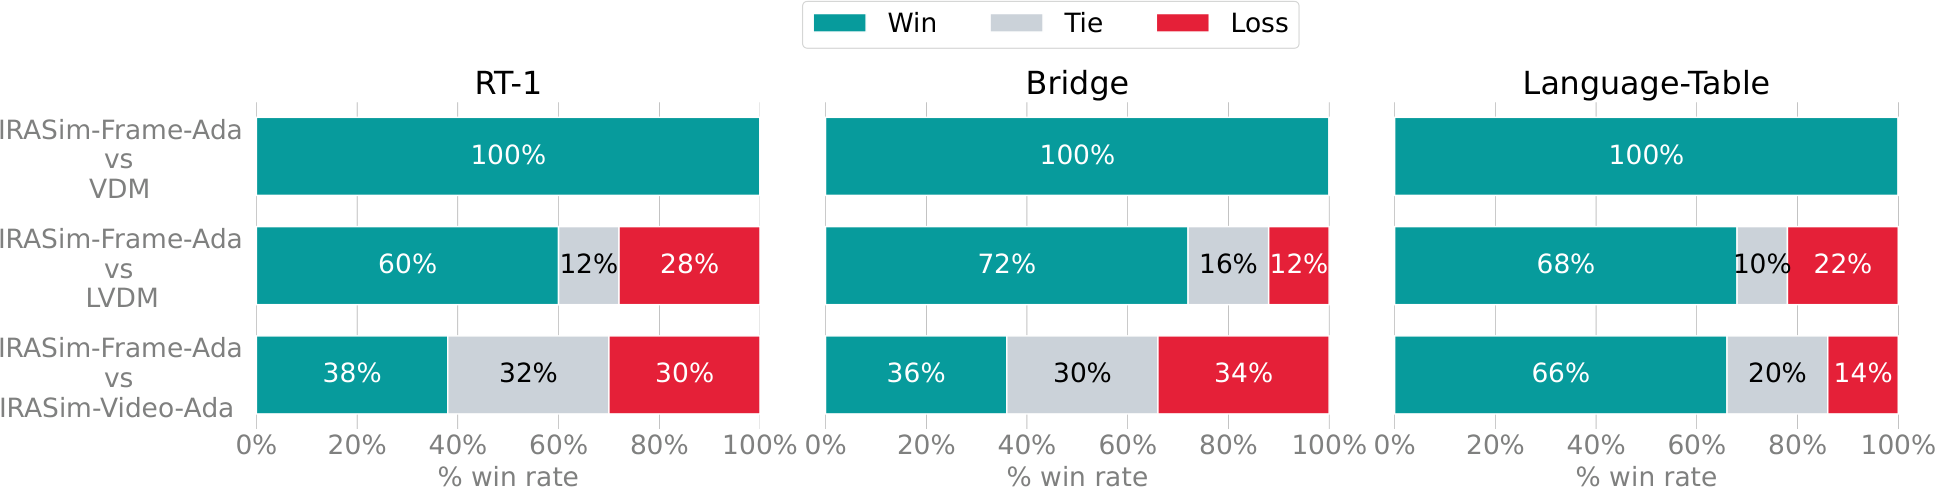 Win Tie Loss
RT-1 Bridge Language-Table
IRASim-Frame-Ada
vs
VDM
100% 100% 100%
IRASim-Frame-Ada
vs
LVDM
60% 12% 28% 72% 16% 12% 68% 10% 22%
IRASim-Frame-Ada
vs
IRASim-Video-Ada
38% 32% 30% 36% 30% 34% 66% 20% 14%
0% 20% 40% 60% 80% 100% 0% 20% 40% 60% 80% 100% 0% 20% 40% 60% 80% 100%
% win rate % win rate % win rate